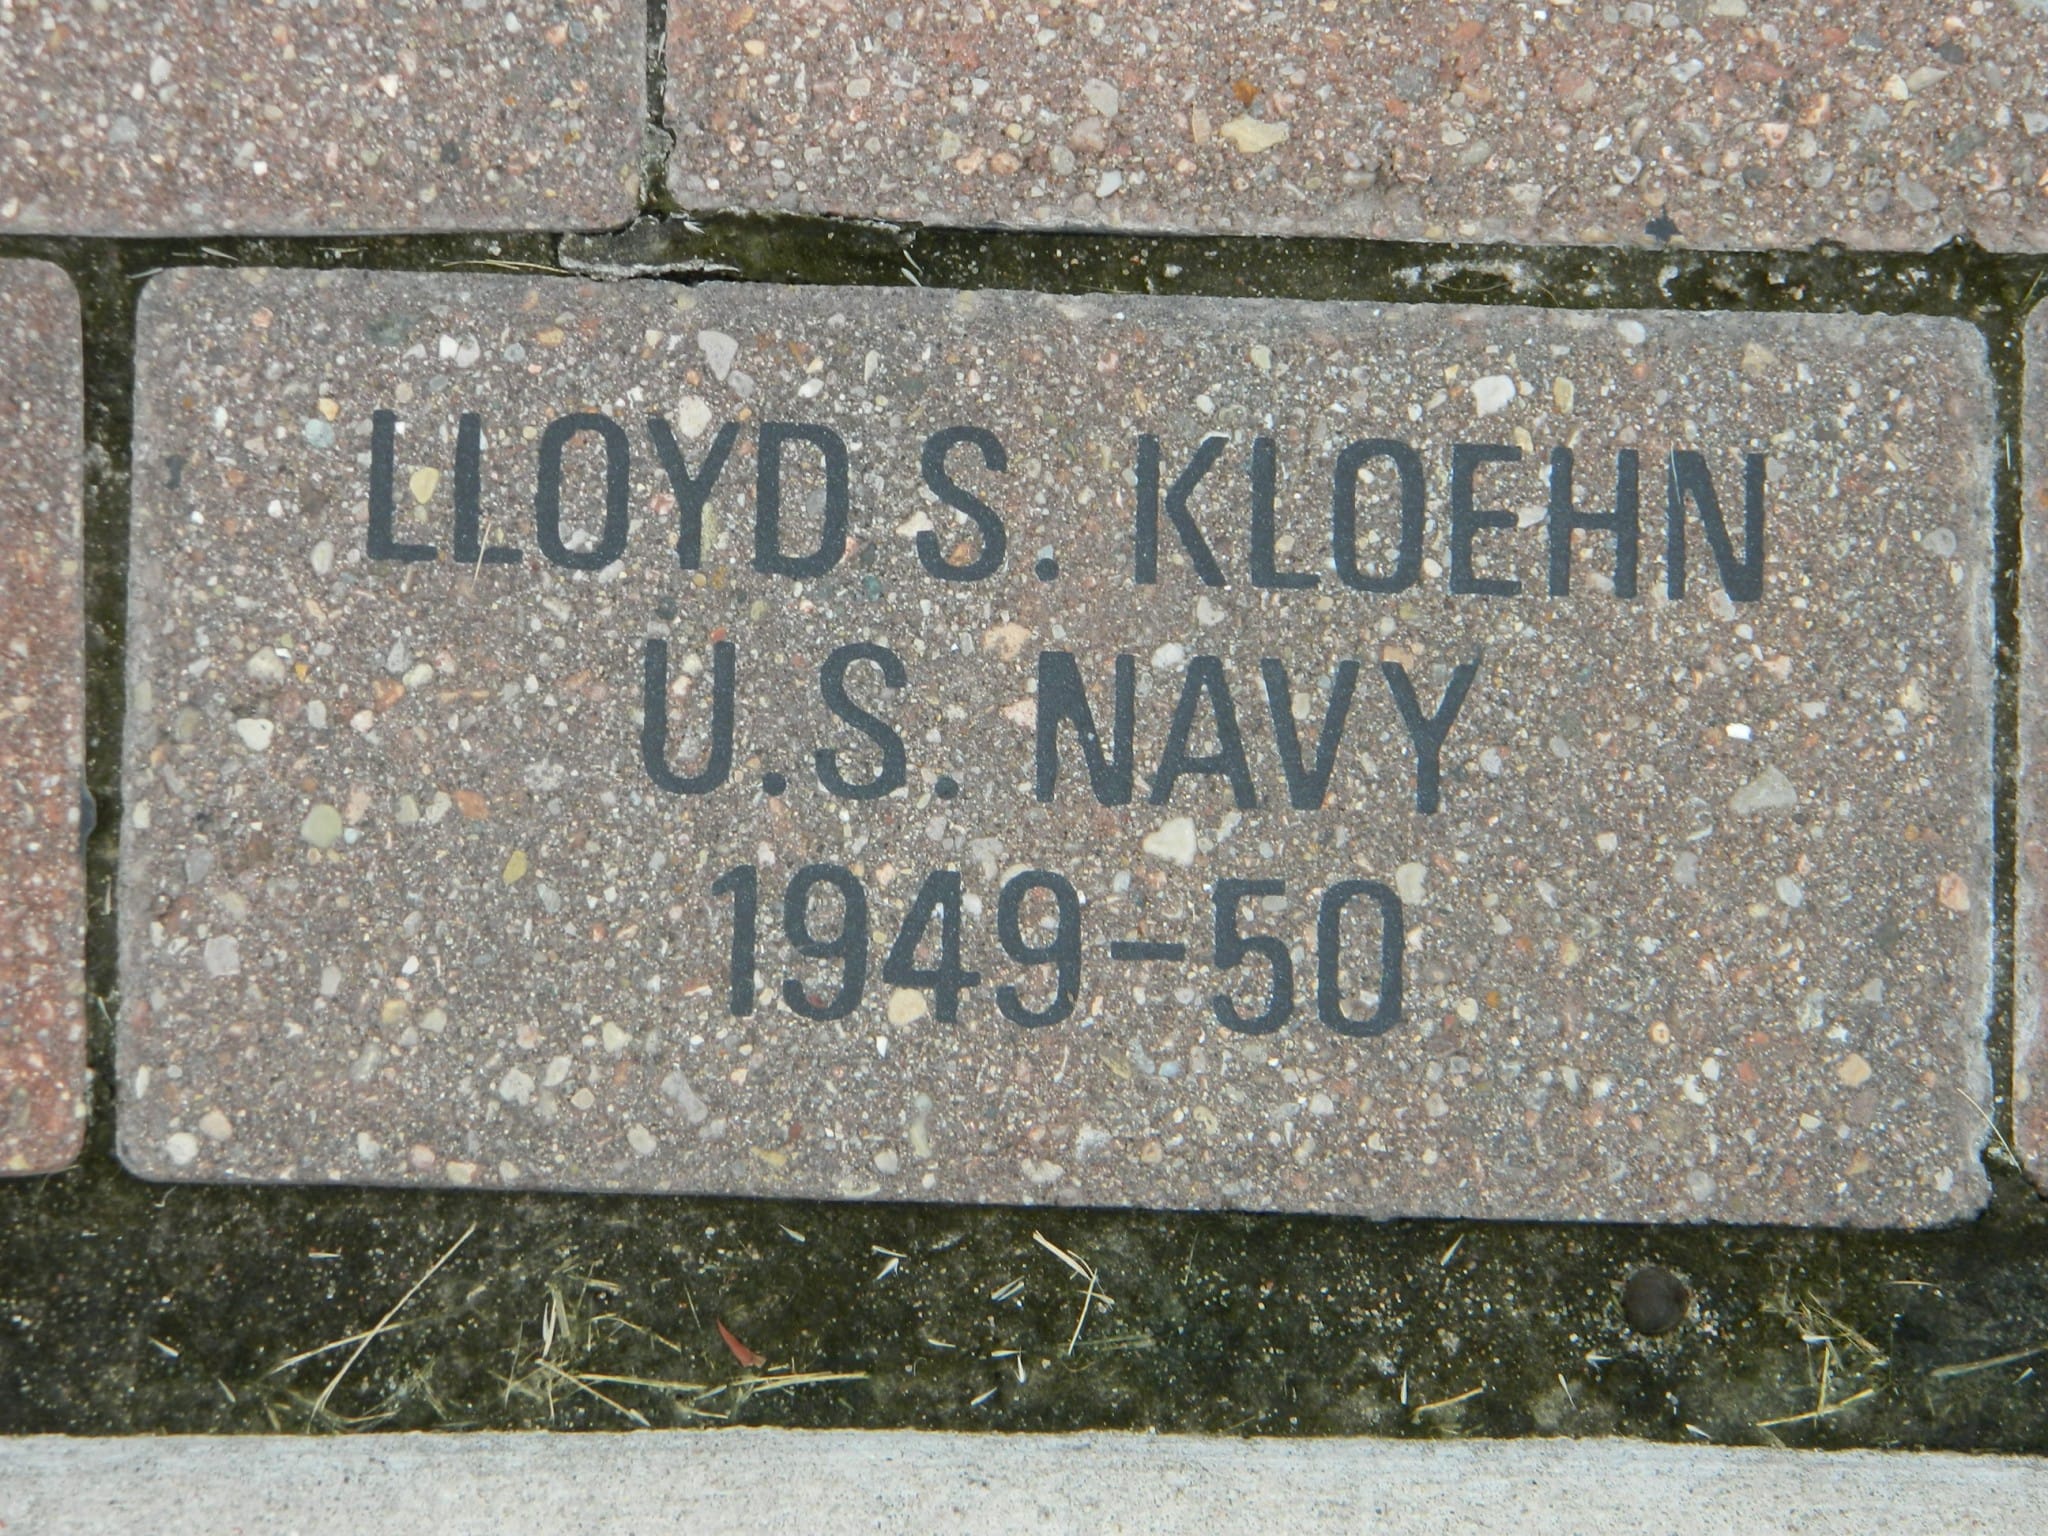 LLOYD S. KLOEHN
U.S. NAVY
1949-50